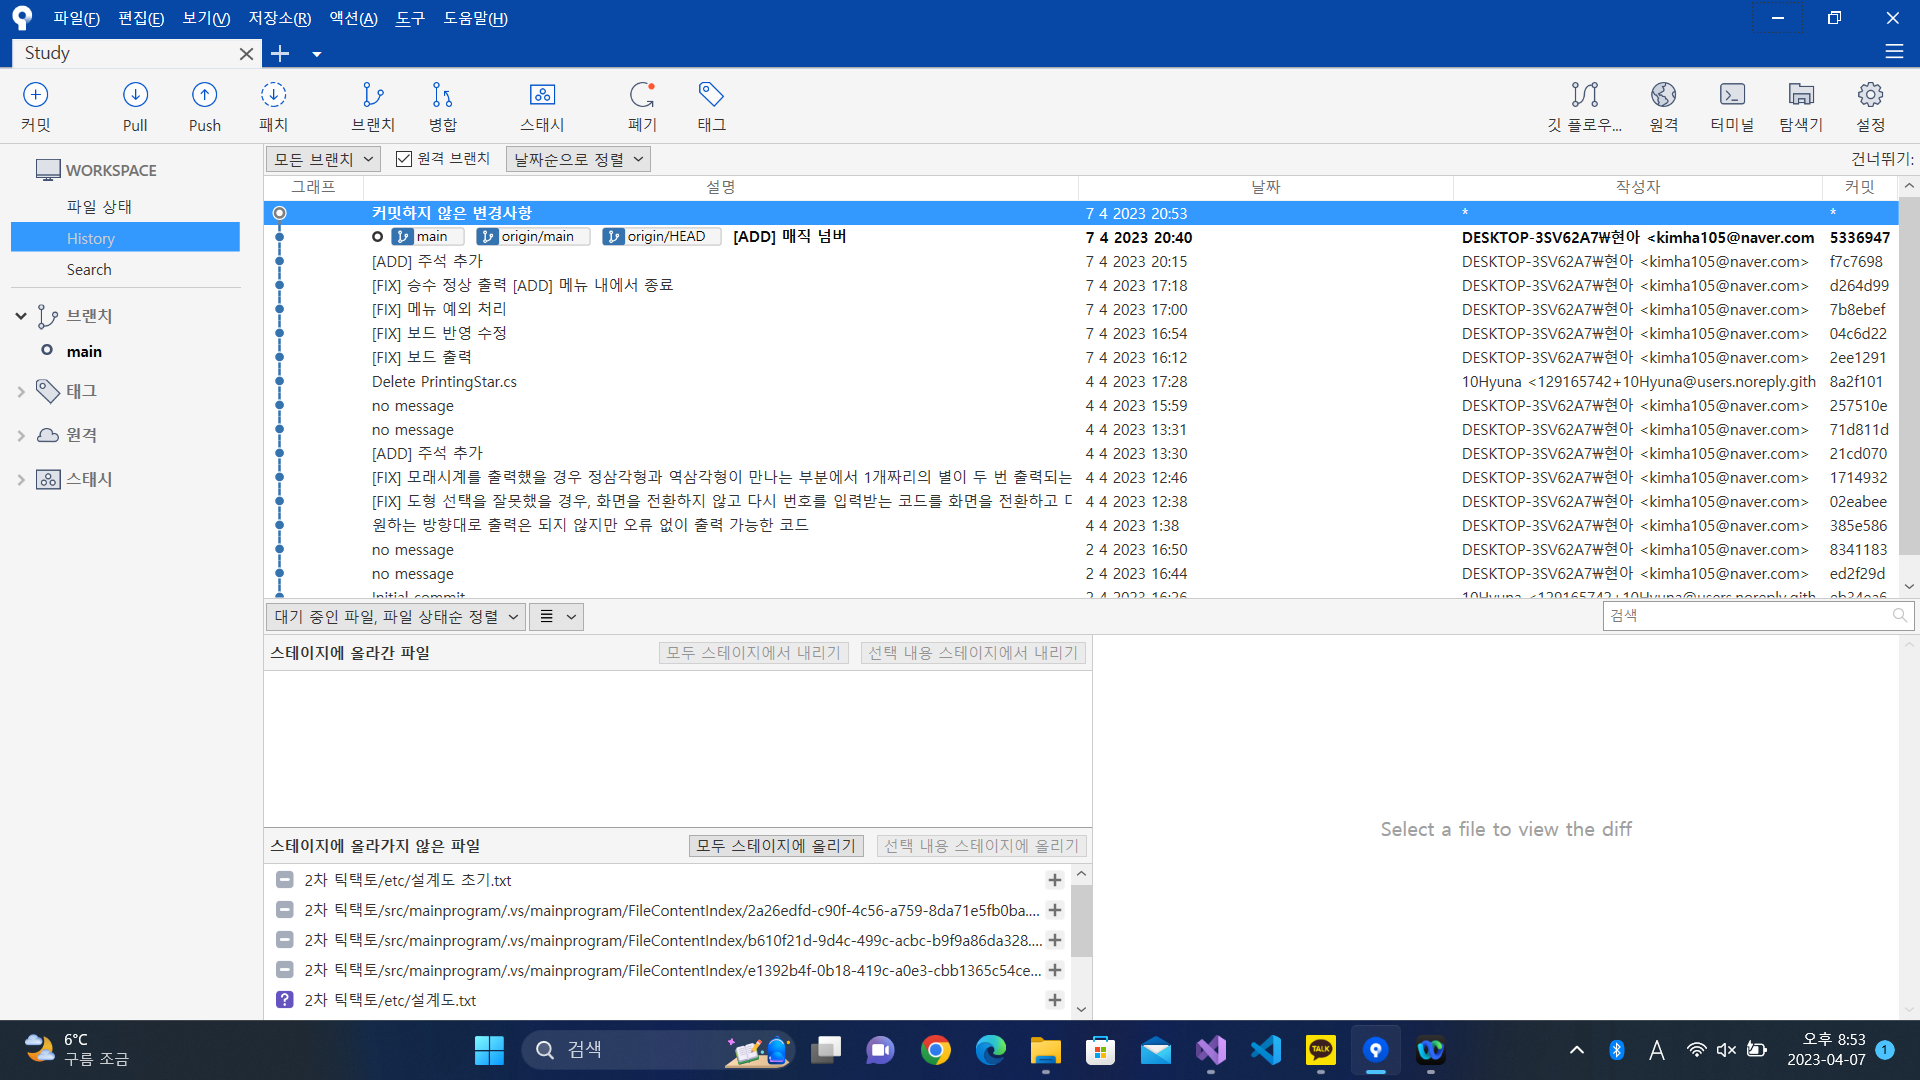 파일(F) 편집(E) 보기(V) 저장소(R) 액션(A) 도구 도움말(H)
Study
커밋 Pull Push 패치 브랜치 병합 스태시 폐기 태그 깃 플로우... 원격 터미널 탐색기 설정
WORKSPACE
파일 상태
History
Search
브랜치
main
태그
원격
스태시
모든 브랜치 원격 브랜치 날짜순으로 정렬 건너뛰기:
그래프 설명 날짜 작성자 커밋
커밋하지 않은 변경사항 7 4 2023 20:53 * *
main origin/main origin/HEAD [ADD] 매직 넘버 7 4 2023 20:40 DESKTOP-3SV62A7₩현아 <kimha105@naver.com 5336947
[ADD] 주석 추가 7 4 2023 20:15 DESKTOP-3SV62A7₩현아 <kimha105@naver.com> f7c7698
[FIX] 승수 정상 출력 [ADD] 메뉴 내에서 종료 7 4 2023 17:18 DESKTOP-3SV62A7₩현아 <kimha105@naver.com> d264d99
[FIX] 메뉴 예외 처리 7 4 2023 17:00 DESKTOP-3SV62A7₩현아 <kimha105@naver.com> 7b8ebef
[FIX] 보드 반영 수정 7 4 2023 16:54 DESKTOP-3SV62A7₩현아 <kimha105@naver.com> 04c6d22
[FIX] 보드 출력 7 4 2023 16:12 DESKTOP-3SV62A7₩현아 <kimha105@naver.com> 2ee1291
Delete PrintingStar.cs 4 4 2023 17:28 10Hyuna <129165742+10Hyuna@users.noreply.gith 8a2f101
no message 4 4 2023 15:59 DESKTOP-3SV62A7₩현아 <kimha105@naver.com> 257510e
no message 4 4 2023 13:31 DESKTOP-3SV62A7₩현아 <kimha105@naver.com> 71d811d
[ADD] 주석 추가 4 4 2023 13:30 DESKTOP-3SV62A7₩현아 <kimha105@naver.com> 21cd070
[FIX] 모래시계를 출력했을 경우 정삼각형과 역삼각형이 만나는 부분에서 1개짜리의 별이 두 번 출력되는 4 4 2023 12:46 DESKTOP-3SV62A7₩현아 <kimha105@naver.com> 1714932
[FIX] 도형 선택을 잘못했을 경우, 화면을 전환하지 않고 다시 번호를 입력받는 코드를 화면을 전환하고 4 4 2023 12:38 DESKTOP-3SV62A7₩현아 <kimha105@naver.com> 02eabee
원하는 방향대로 출력은 되지 않지만 오류 없이 출력 가능한 코드 4 4 2023 1:38 DESKTOP-3SV62A7₩현아 <kimha105@naver.com> 385e586
no message 2 4 2023 16:50 DESKTOP-3SV62A7₩현아 <kimha105@naver.com> 8341183
no message 2 4 2023 16:44 DESKTOP-3SV62A7₩현아 <kimha105@naver.com> ed2f29d
Initial commit 2 4 2023 16:26 10Hyuna <129165742+10Hyuna@users.noreply.gith eb34ea6
대기 중인 파일, 파일 상태순 정렬 검색
스테이지에 올라간 파일 모두 스테이지에서 내리기 선택 내용 스테이지에서 내리기
Select a file to view the diff
스테이지에 올라가지 않은 파일 모두 스테이지에 올리기 선택 내용 스테이지에 올리기
2차 틱택토/etc/설계도 초기.txt
2차 틱택토/src/mainprogram/.vs/mainprogram/FileContentIndex/2a26edfd-c90f-4c56-a759-8da71e5fb0ba....
2차 틱택토/src/mainprogram/.vs/mainprogram/FileContentIndex/b610f21d-9d4c-499c-acbc-b9f9a86da328....
2차 틱택토/src/mainprogram/.vs/mainprogram/FileContentIndex/e1392b4f-0b18-419c-a0e3-cbb1365c54ce...
2차 틱택토/etc/설계도.txt
6°C
구름 조금
검색
TALK
A
오후 8:53
2023-04-07
1